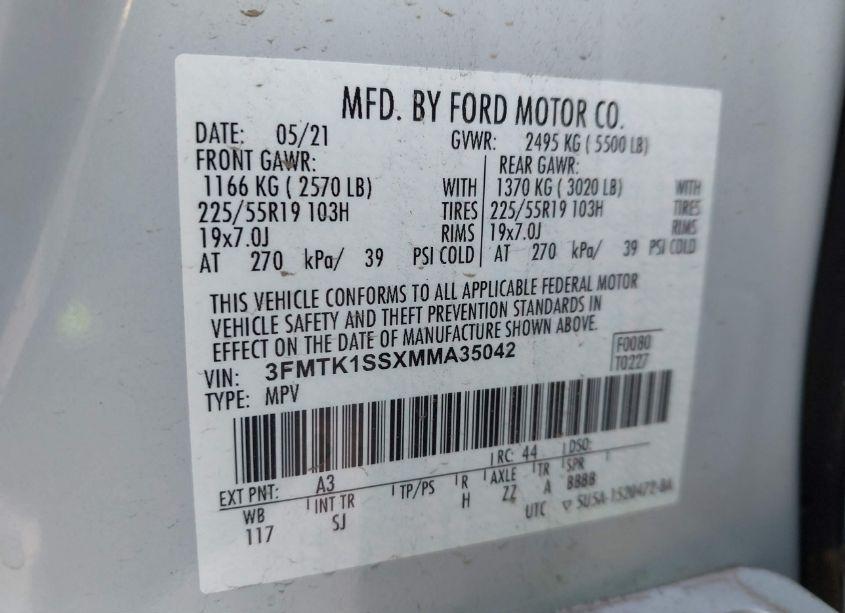 MFD. BY FORD MOTOR CO.
DATE: 05/21 GVWR: 2495 KG ( 5500 LB)
FRONT GAWR: REAR GAWR:
1166 KG ( 2570 LB) WITH 1370 KG ( 3020 LB) WITH
225/55R19 103H TIRES 225/55R19 103H TIRES
19x7.0J RIMS 19x7.0J RIMS
AT 270 kPa/ 39 PSI COLD AT 270 kPa/ 39 PSI COLD
THIS VEHICLE CONFORMS TO ALL APPLICABLE FEDERAL MOTOR
VEHICLE SAFETY AND THEFT PREVENTION STANDARDS IN
EFFECT ON THE DATE OF MANUFACTURE SHOWN ABOVE.
VIN: 3FMTK1SSXMMA35042 F0080
TYPE: MPV T0227
RC: 44 DSO:
EXT PNT: A3
WB INT TR TP/PS R AXLE TR SPR
117 SJ H ZZ A BBBB
UTC ▽ SU5A-1520472-BA